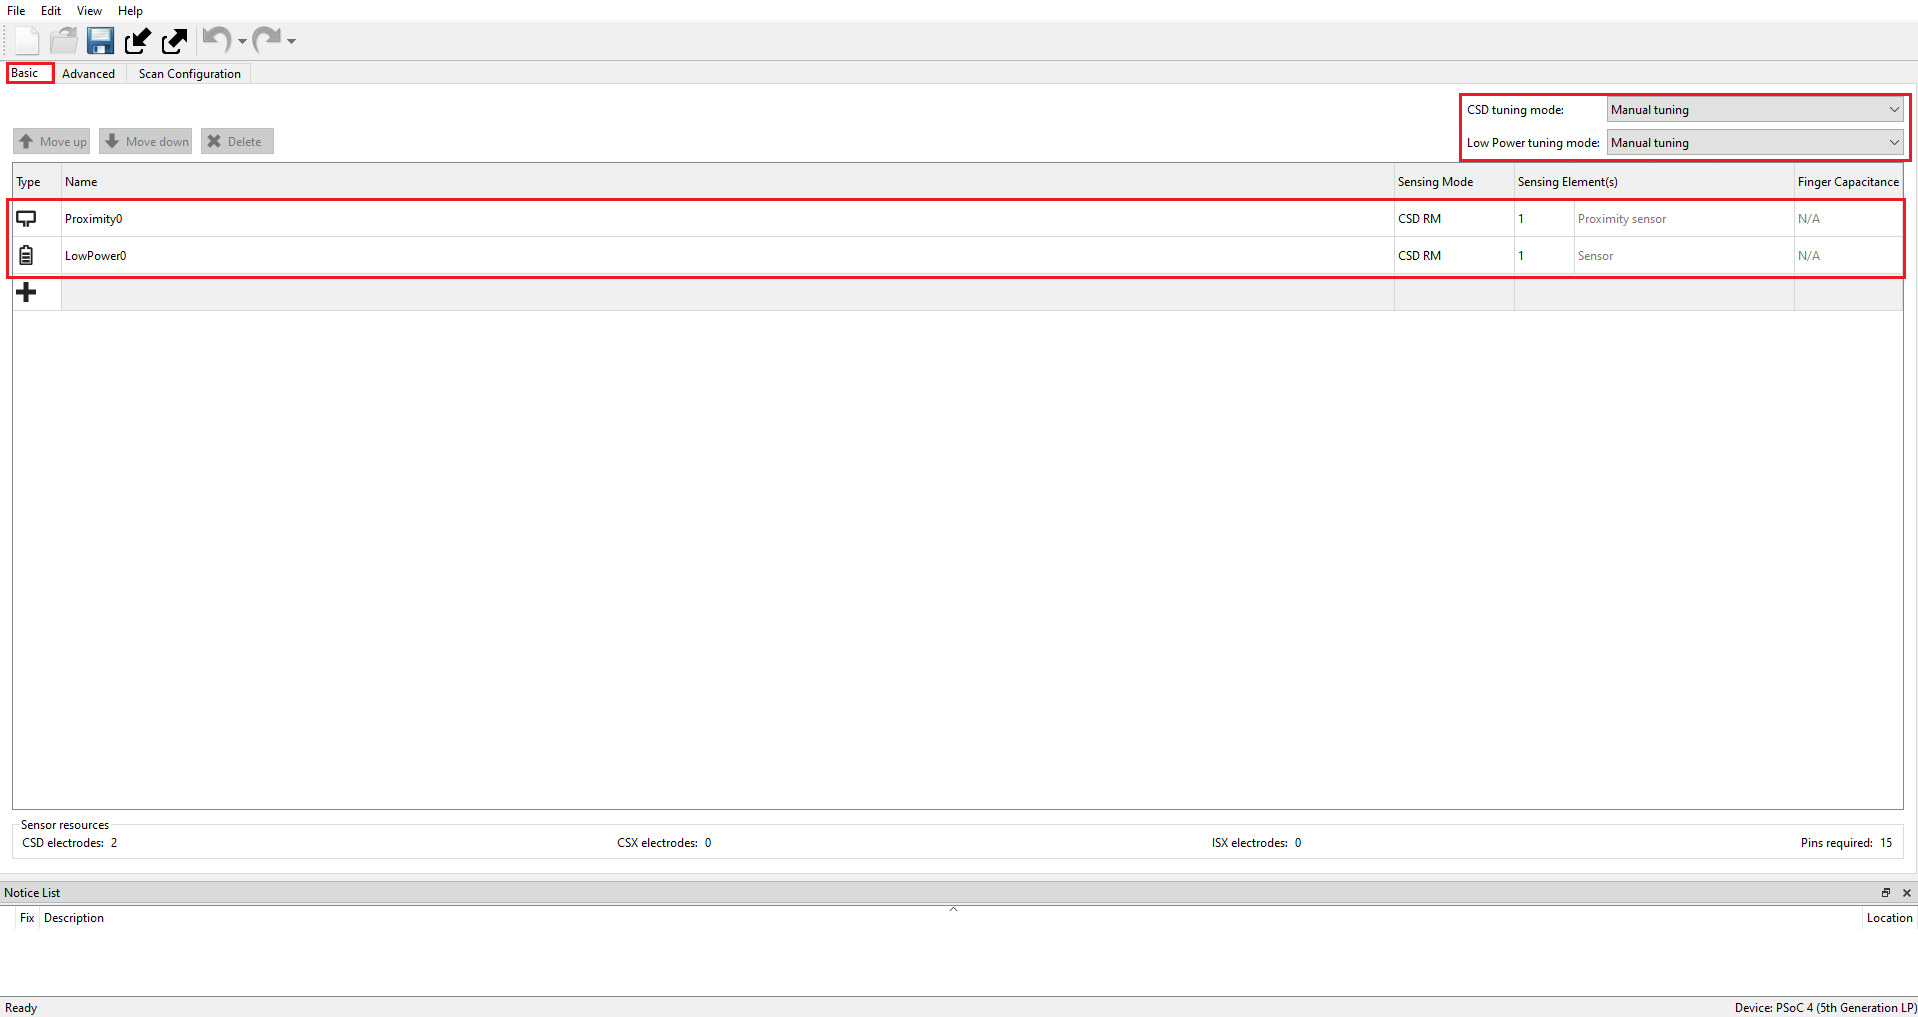 File Edit View Help
Basic Advanced Scan Configuration
CSD tuning mode: Manual tuning
Move up Move down Delete
Low Power tuning mode: Manual tuning
Type Name Sensing Mode Sensing Element(s) Finger Capacitance
Proximity0 CSD RM 1 Proximity sensor N/A
LowPower0 CSD RM 1 Sensor N/A
Sensor resources
CSD electrodes: 2 CSX electrodes: 0 ISX electrodes: 0 Pins required: 15
Notice List
Fix Description Location
Ready Device: PSoC 4 (5th Generation LP)